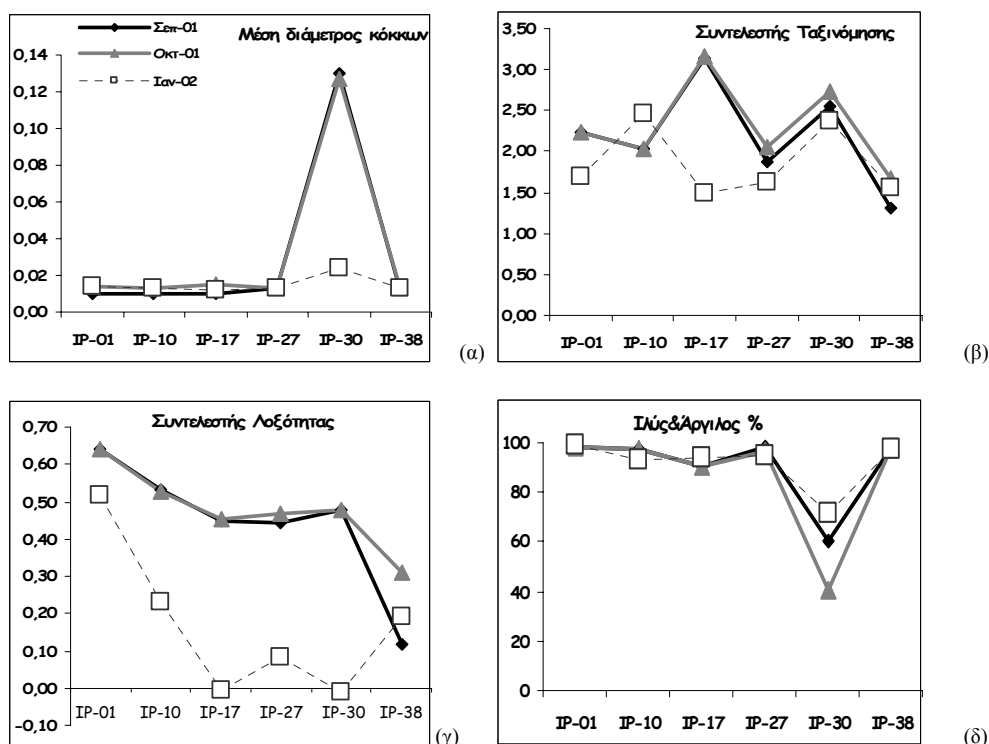 Σεπ-01
Οκτ-01
Ιαν-02
Μέση διάμετρος κόκκων
0,14
0,12
0,10
0,08
0,06
0,04
0,02
0,00
IP-01 IP-10 IP-17 IP-27 IP-30 IP-38
(α)
Συντελεστής Ταξινόμησης
3,50
3,00
2,50
2,00
1,50
1,00
0,50
0,00
IP-01 IP-10 IP-17 IP-27 IP-30 IP-38
(β)
Συντελεστής Λοξότητας
0,70
0,60
0,50
0,40
0,30
0,20
0,10
0,00
-0,10
IP-01 IP-10 IP-17 IP-27 IP-30 IP-38
(γ)
Ιλύς&Άργιλος %
100
80
60
40
20
0
IP-01 IP-10 IP-17 IP-27 IP-30 IP-38
(δ)